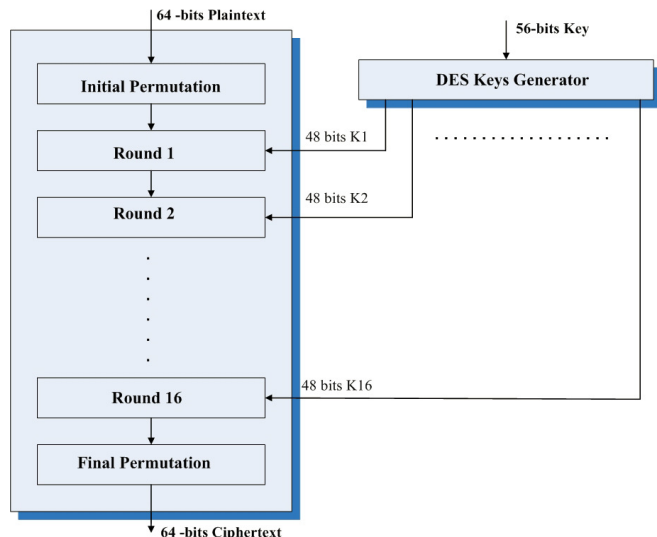 64 -bits Plaintext
56-bits Key
Initial Permutation
DES Keys Generator
48 bits K1
Round 1
48 bits K2
Round 2
48 bits K16
Round 16
Final Permutation
64 -bits Ciphertext